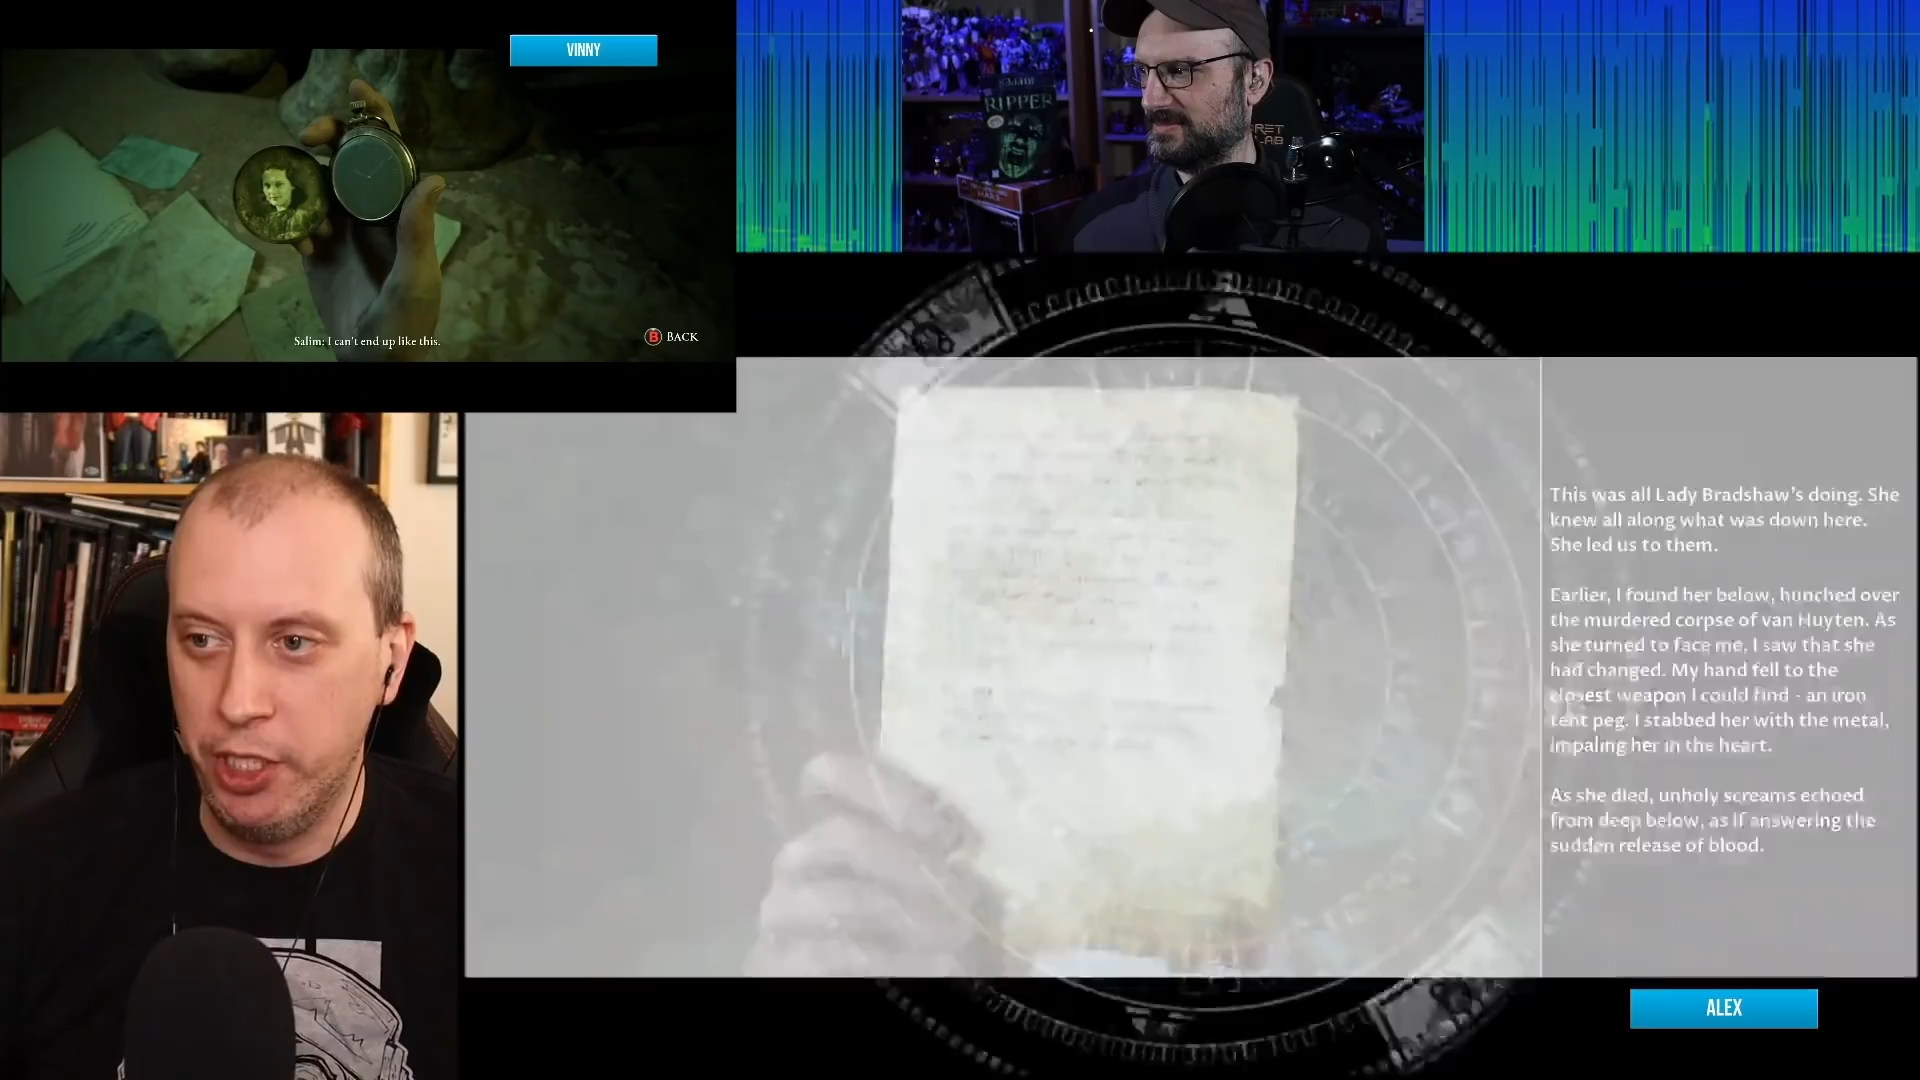 VINNY
RIPPER
RET
LAB
Salim: I can't end up like this.
B BACK
This was all Lady Bradshaw's doing. She
knew all along what was down here.
She led us to them.
Earlier, I found her below, hunched over
the murdered corpse of van Huyten. As
she turned to face me, I saw that she
had changed. My hand fell to the
closest weapon I could find - an iron
tent peg. I stabbed her with the metal,
impaling her in the heart.
As she died, unholy screams echoed
from deep below, as if answering the
sudden release of blood.
ALEX